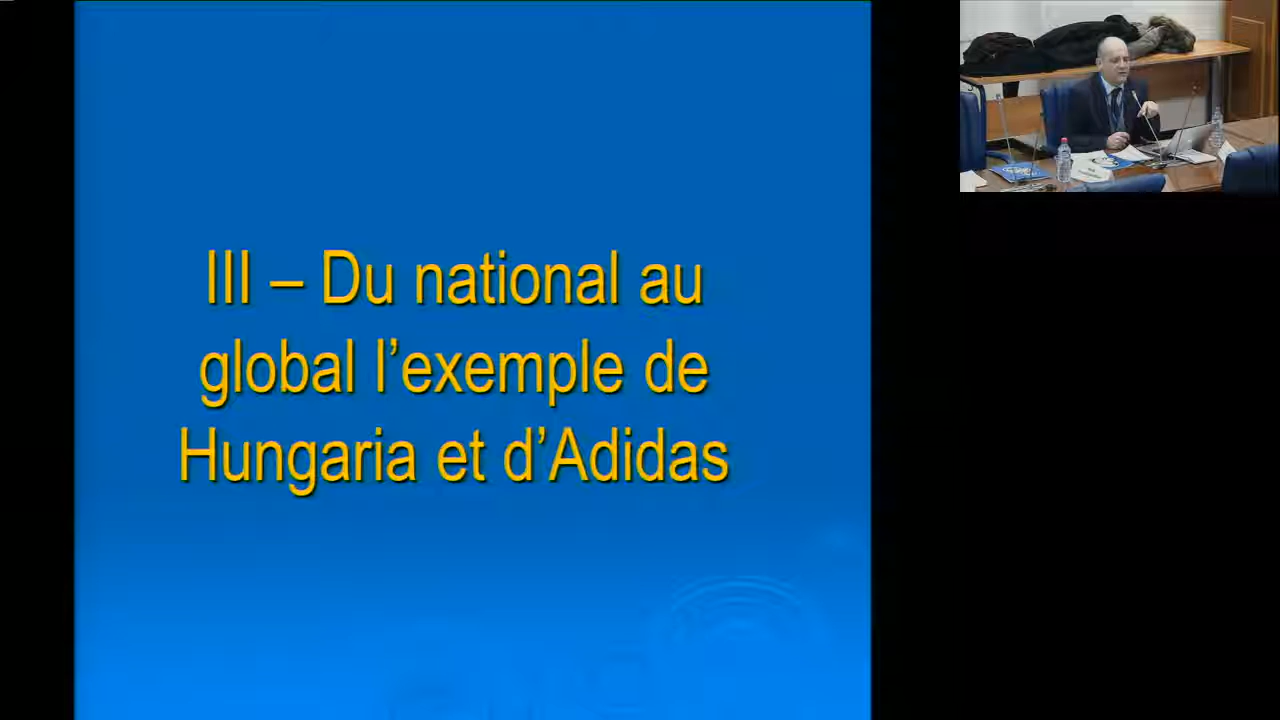 III – Du national au
global l’exemple de
Hungaria et d’Adidas